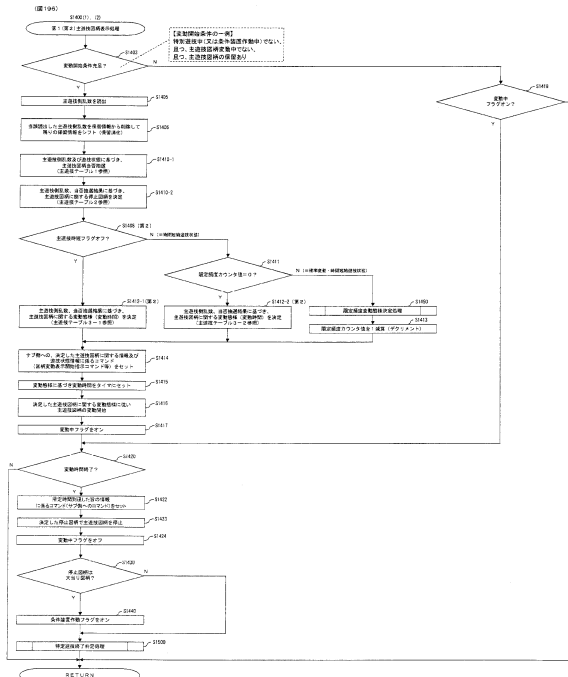 (図196)
S1400(1)、(2)
第1(第2)主遊技図柄表示処理
【変動開始条件の一例】
特別遊技中(又は条件装置作動中)でない、
且つ、主遊技図柄変動中でない、
且つ、主遊技図柄の保留あり
S1402
変動開始条件充足?
N
Y
S1419
変動中
フラグオン?
N
Y
S1405
主遊技側乱数を読出
S1406
当該読出した主遊技側乱数を保留情報から削除して
残りの保留情報をシフト(保留消化)
S1410-1
主遊技側乱数及び遊技状態に基づき、
主遊技図柄当否抽選
(主遊技テーブル1参照)
S1410-2
主遊技側乱数、当否抽選結果に基づき、
主遊技図柄に関する停止図柄を決定
(主遊技テーブル2参照)
S1408(第2)
主遊技時短フラグオフ?
N(※時間短縮遊技状態)
Y
S1411
限定頻度カウンタ値=0?
Y
S1412-1(第2)
主遊技側乱数、当否抽選結果に基づき、
主遊技図柄に関する変動態様(変動時間)を決定
(主遊技テーブル3-1参照)
S1412-2(第2)
主遊技側乱数、当否抽選結果に基づき、
主遊技図柄に関する変動態様(変動時間)を決定
(主遊技テーブル3-2参照)
S1450
限定頻度変動態様決定処理
S1413
限定頻度カウンタ値を1減算(デクリメント)
S1414
サブ側への、決定した主遊技図柄に関する情報及び
遊技状態情報に係るコマンド
(図柄変動表示開始指示コマンド等)をセット
S1415
変動態様に基づき変動時間をタイマにセット
S1416
決定した主遊技図柄に関する変動態様に従い
主遊技図柄の変動開始
S1417
変動中フラグをオン
S1420
変動時間終了?
N
Y
S1422
所定時間到達した旨の情報
に係るコマンド(サブ側へのコマンド)をセット
S1423
決定した停止図柄で主遊技図柄を停止
S1424
変動中フラグをオフ
S1430
停止図柄は
大当り図柄?
N
Y
S1440
条件装置作動フラグをオン
S1500
特定遊技終了判定処理
RETURN